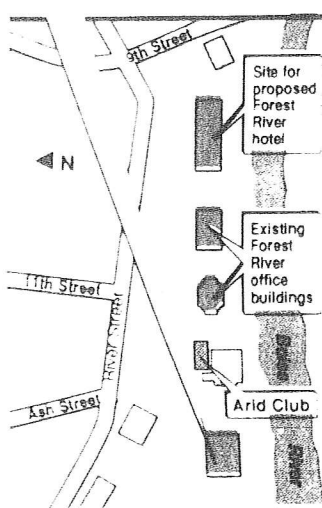 9th Street
Site for
proposed
Forest
River
hotel
N
Existing
Forest
River
office
buildings
11th Street
River Street
Ash Street
Arid Club
Boise
River